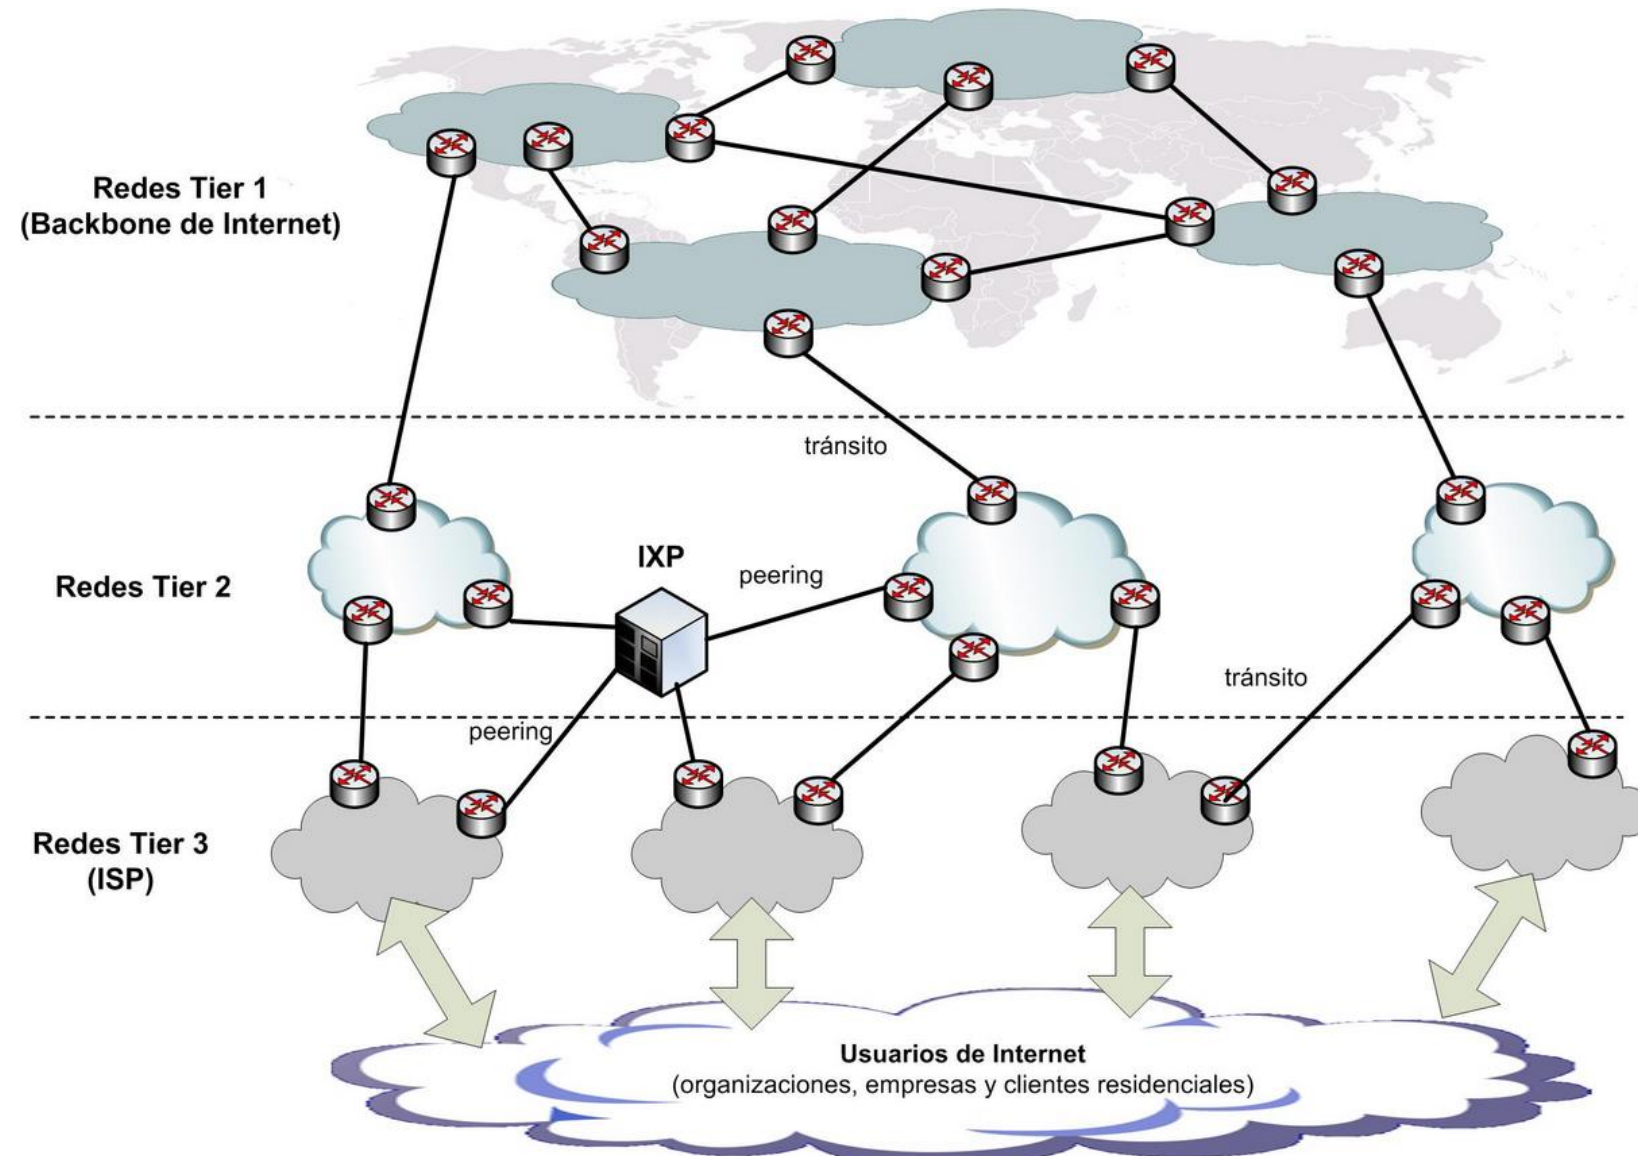 Redes Tier 1
(Backbone de Internet)
tránsito
IXP
peering
Redes Tier 2
tránsito
peering
Redes Tier 3
(ISP)
Usuarios de Internet
(organizaciones, empresas y clientes residenciales)